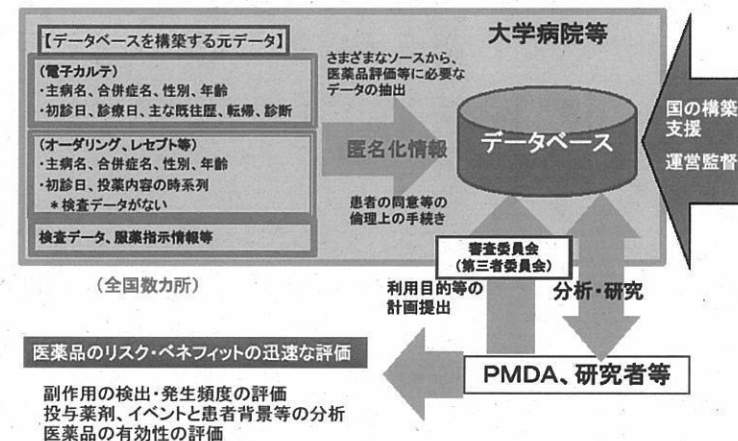 大学病院等
【データベースを構築する元データ】
(電子カルテ)
・主病名、合併症名、性別、年齢
・初診日、診療日、主な既往歴、転帰、診断
(オーダリング、レセプト等)
・主病名、合併症名、性別、年齢
・初診日、投薬内容の時系列
＊検査データがない
検査データ、服薬指示情報等
さまざまなソースから、
医薬品評価等に必要な
データの抽出
匿名化情報
患者の同意等の
倫理上の手続き
データベース
国の構築
支援
運営監督
(全国数カ所)
審査委員会
(第三者委員会)
利用目的等の
計画提出
分析・研究
PMDA、研究者等
医薬品のリスク・ベネフィットの迅速な評価
副作用の検出・発生頻度の評価
投与薬剤、イベントと患者背景等の分析
医薬品の有効性の評価